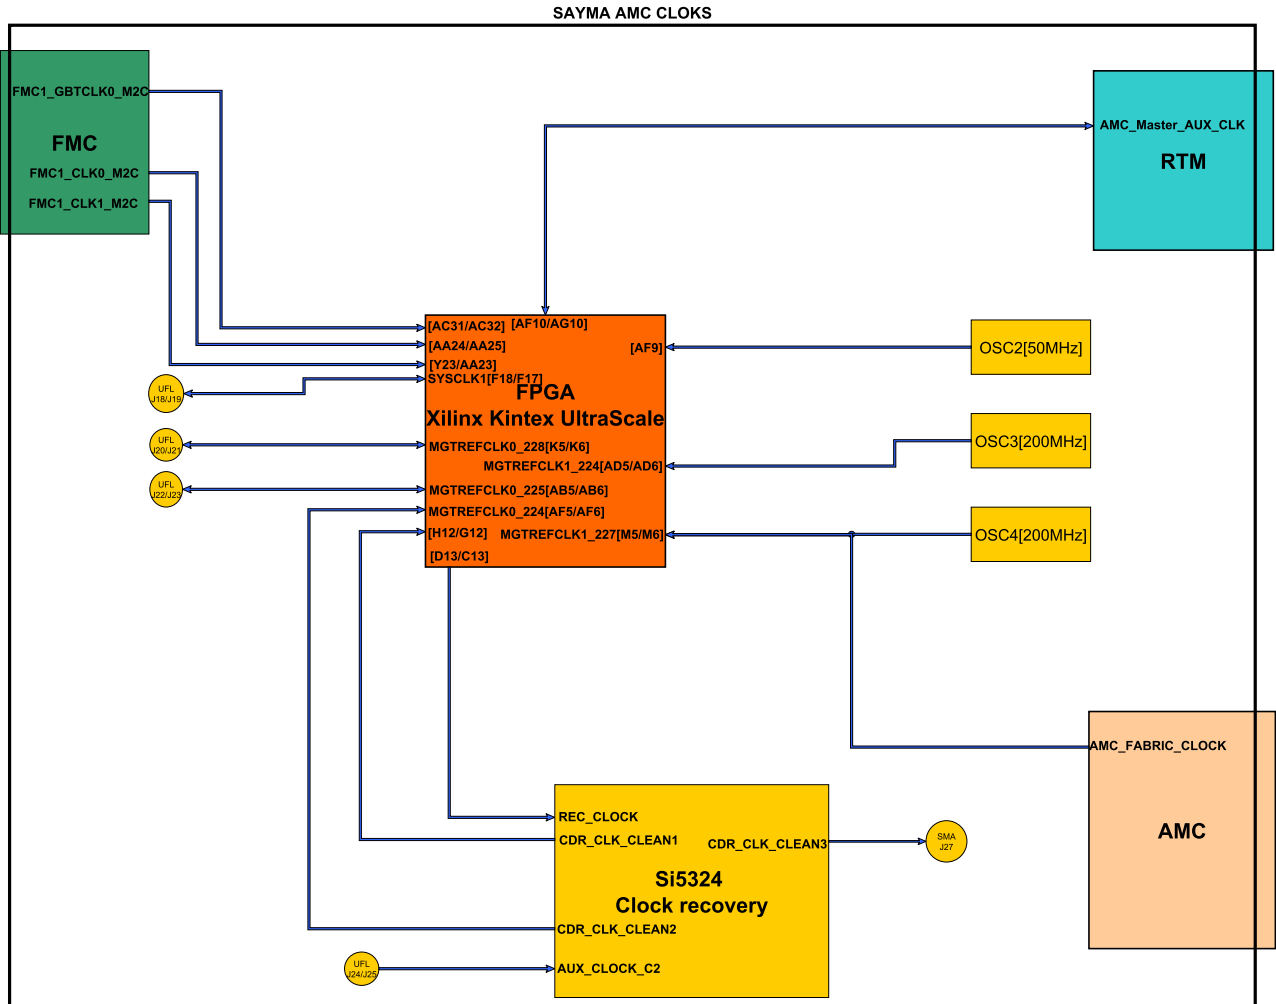 SAYMA AMC CLOKS
FMC1_GBTCLK0_M2C
FMC
FMC1_CLK0_M2C
FMC1_CLK1_M2C
AMC_Master_AUX_CLK
RTM
[AC31/AC32]
[AF10/AG10]
[AA24/AA25]
[AF9]
[Y23/AA23]
SYSCLK1[F18/F17]
FPGA
Xilinx Kintex UltraScale
MGTREFCLK0_228[K5/K6]
MGTREFCLK1_224[AD5/AD6]
MGTREFCLK0_225[AB5/AB6]
MGTREFCLK0_224[AF5/AF6]
[H12/G12]
MGTREFCLK1_227[M5/M6]
[D13/C13]
OSC2[50MHz]
OSC3[200MHz]
OSC4[200MHz]
UFL
J18/J19
UFL
J20/J21
UFL
J22/J23
AMC_FABRIC_CLOCK
AMC
REC_CLOCK
CDR_CLK_CLEAN1
CDR_CLK_CLEAN3
Si5324
Clock recovery
CDR_CLK_CLEAN2
AUX_CLOCK_C2
SMA
J27
UFL
J24/J25